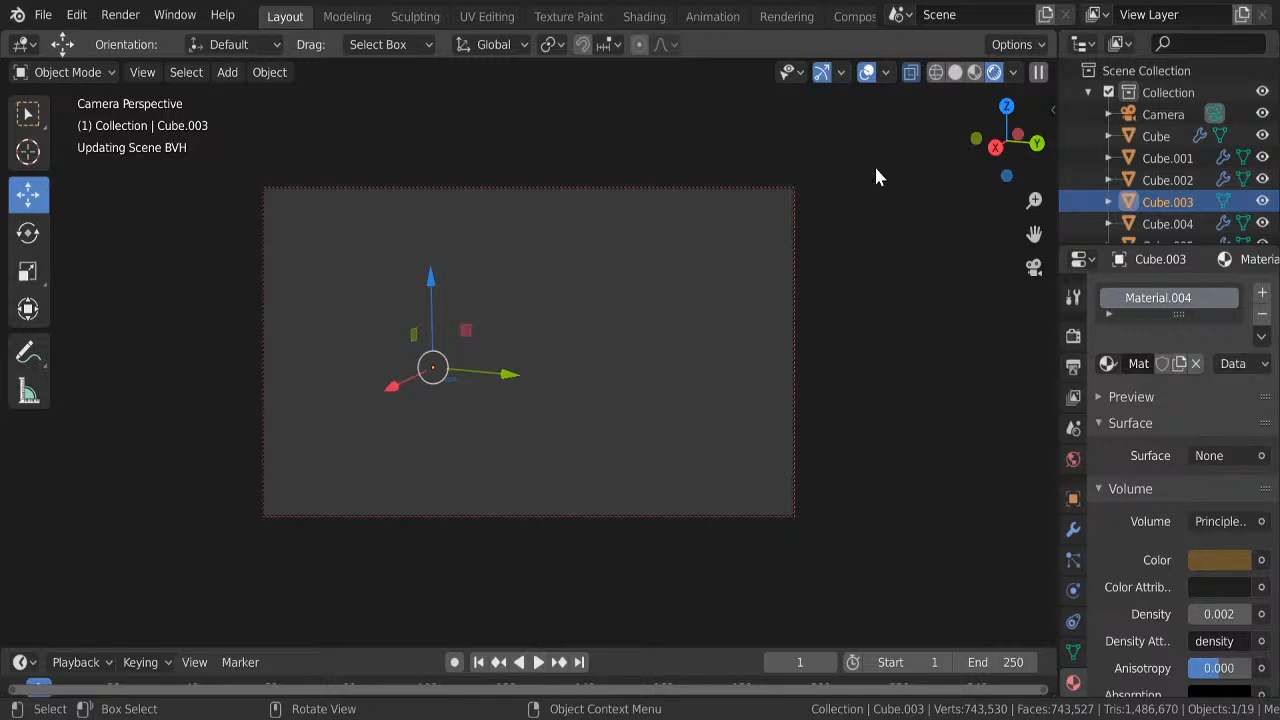 File Edit Render Window Help Layout Modeling Sculpting UV Editing Texture Paint Shading Animation Rendering Compos Scene View Layer
Orientation: Default Drag: Select Box Global Options
Object Mode View Select Add Object
Scene Collection
Collection
Camera
Cube
Cube.001
Cube.002
Cube.003
Cube.004
Camera Perspective
(1) Collection | Cube.003
Updating Scene BVH
Z
Y
X
Cube.003 Materia
Material.004
Mat Data
Preview
Surface
Surface None
Volume
Volume Principle..
Color
Color Attrib..
Density 0.002
Density Att.. density
Anisotropy 0.000
Playback Keying View Marker 1 Start 1 End 250
Select Box Select Rotate View Object Context Menu Collection | Cube.003 | Verts:743,530 | Faces:743,527 | Tris:1,486,670 | Objects:1/19 | Me